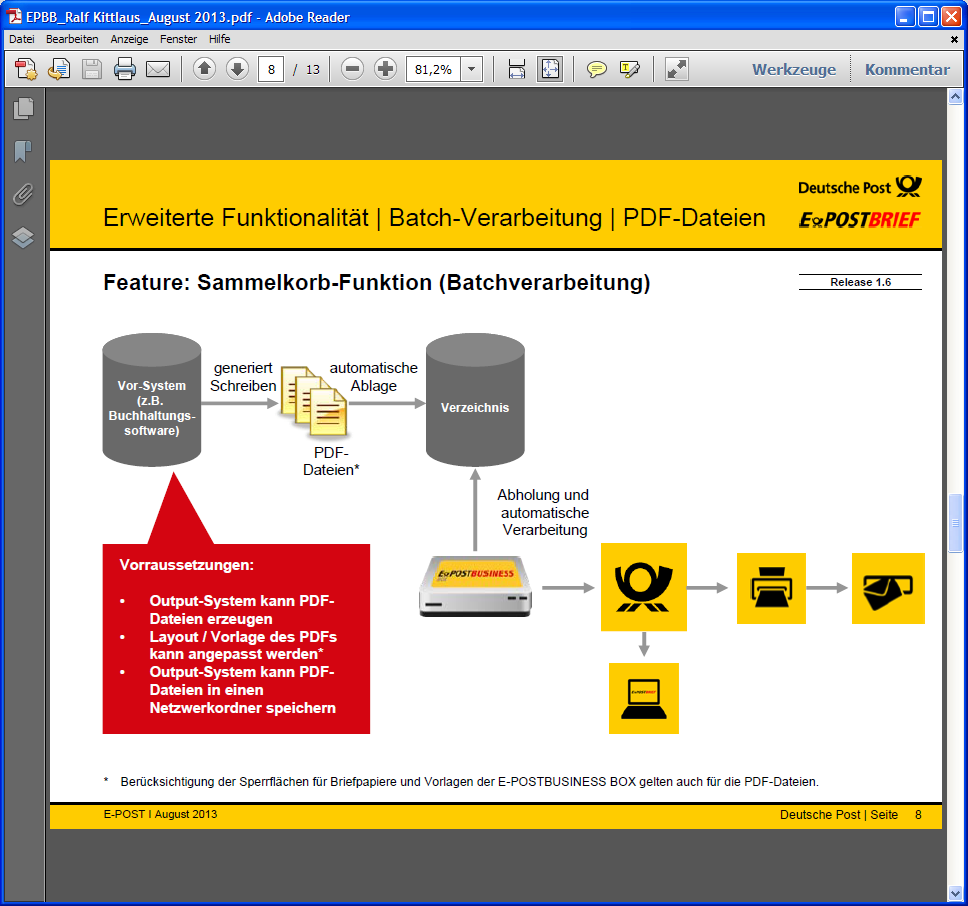 EPBB_Ralf Kittlaus_August 2013.pdf - Adobe Reader
Datei Bearbeiten Anzeige Fenster Hilfe
8 / 13 81,2% Werkzeuge Kommentar
Deutsche Post
Erweiterte Funktionalität | Batch-Verarbeitung | PDF-Dateien
E-POSTBRIEF
Feature: Sammelkorb-Funktion (Batchverarbeitung)
Release 1.6
Vor-System
(z.B.
Buchhaltungs-
software)
generiert
Schreiben
PDF-
Dateien*
automatische
Ablage
Verzeichnis
Abholung und
automatische
Verarbeitung
E-POSTBUSINESS
BOX
E-POSTBRIEF
Vorraussetzungen:
• Output-System kann PDF-
Dateien erzeugen
• Layout / Vorlage des PDFs
kann angepasst werden*
• Output-System kann PDF-
Dateien in einen
Netzwerkordner speichern
* Berücksichtigung der Sperrflächen für Briefpapiere und Vorlagen der E-POSTBUSINESS BOX gelten auch für die PDF-Dateien.
E-POST I August 2013
Deutsche Post | Seite 8